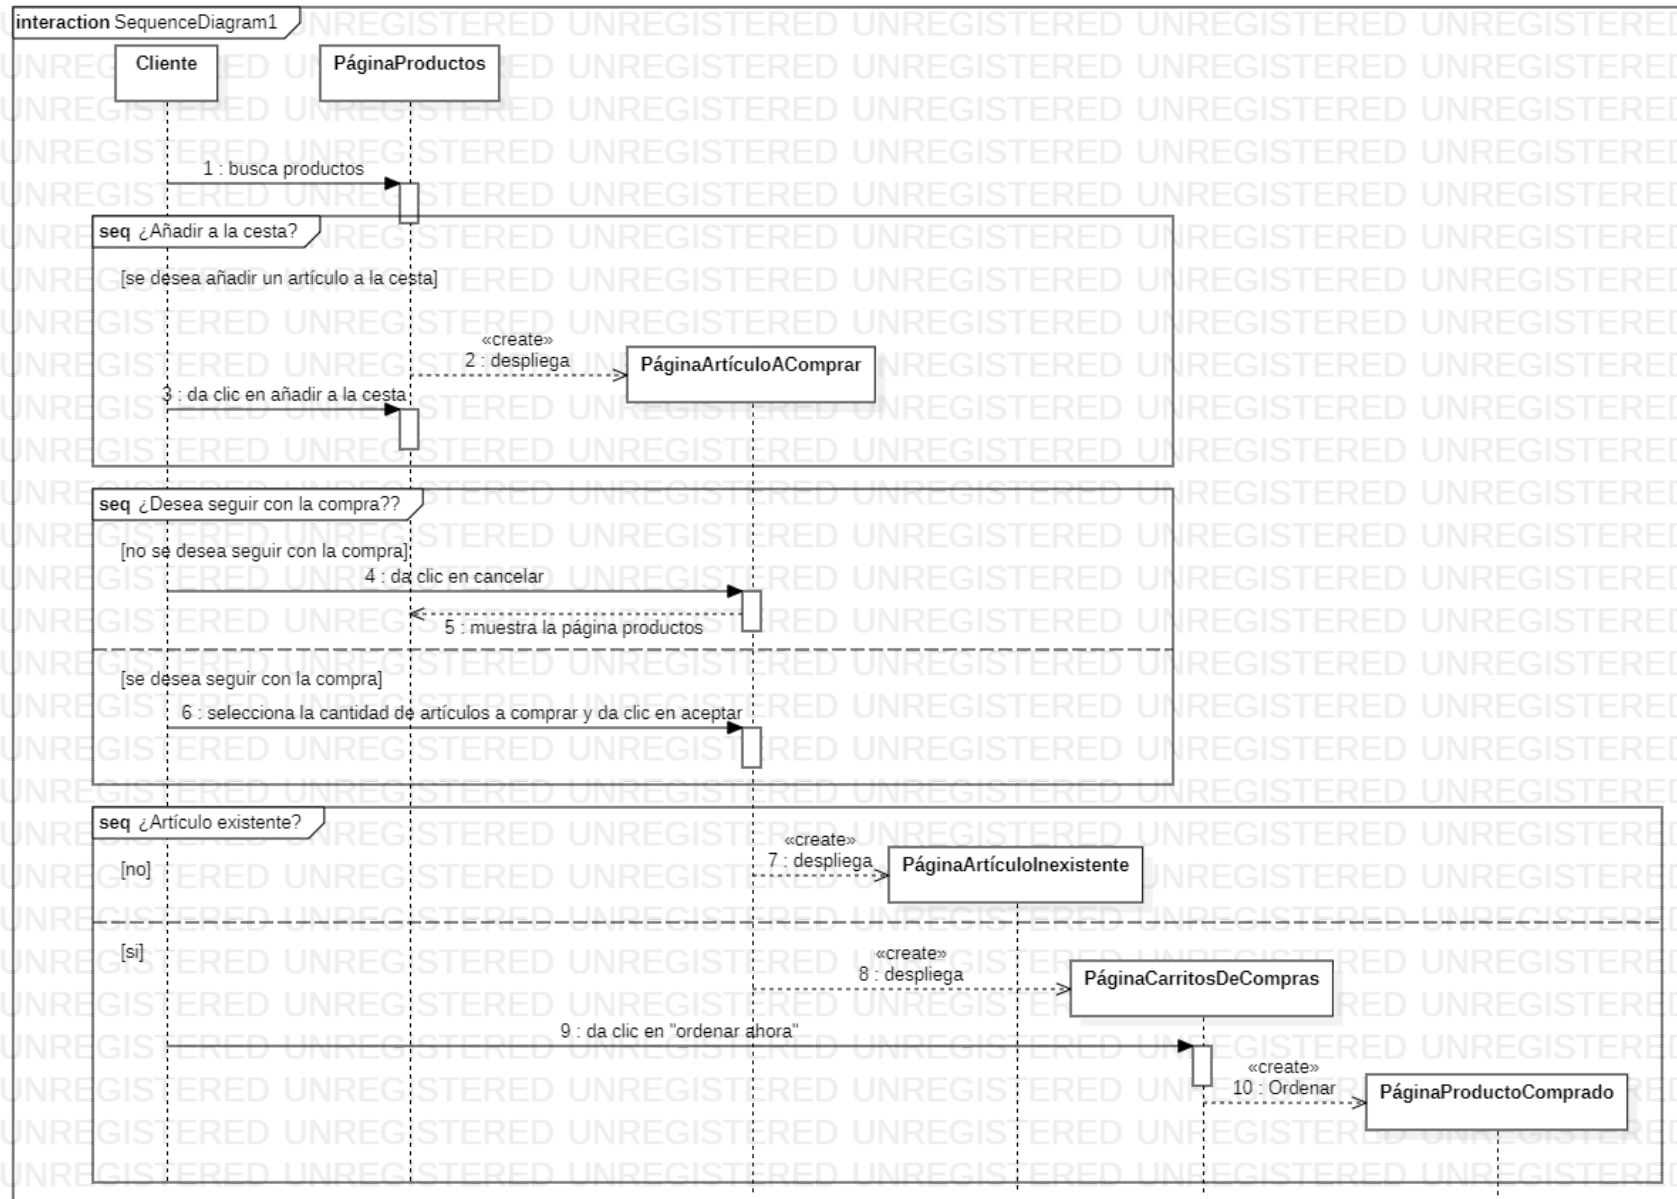 interaction SequenceDiagram1
Cliente
PáginaProductos
1 : busca productos
seq ¿Añadir a la cesta?
[se desea añadir un artículo a la cesta]
«create»
2 : despliega
PáginaArtículoAComprar
3 : da clic en añadir a la cesta
seq ¿Desea seguir con la compra??
[no se desea seguir con la compra]
4 : da clic en cancelar
5 : muestra la página productos
[se desea seguir con la compra]
6 : selecciona la cantidad de artículos a comprar y da clic en aceptar
seq ¿Artículo existente?
«create»
7 : despliega
PáginaArtículoInexistente
[no]
[si]
«create»
8 : despliega
PáginaCarritosDeCompras
9 : da clic en "ordenar ahora"
«create»
10 : Ordenar
PáginaProductoComprado
UNREGISTERED